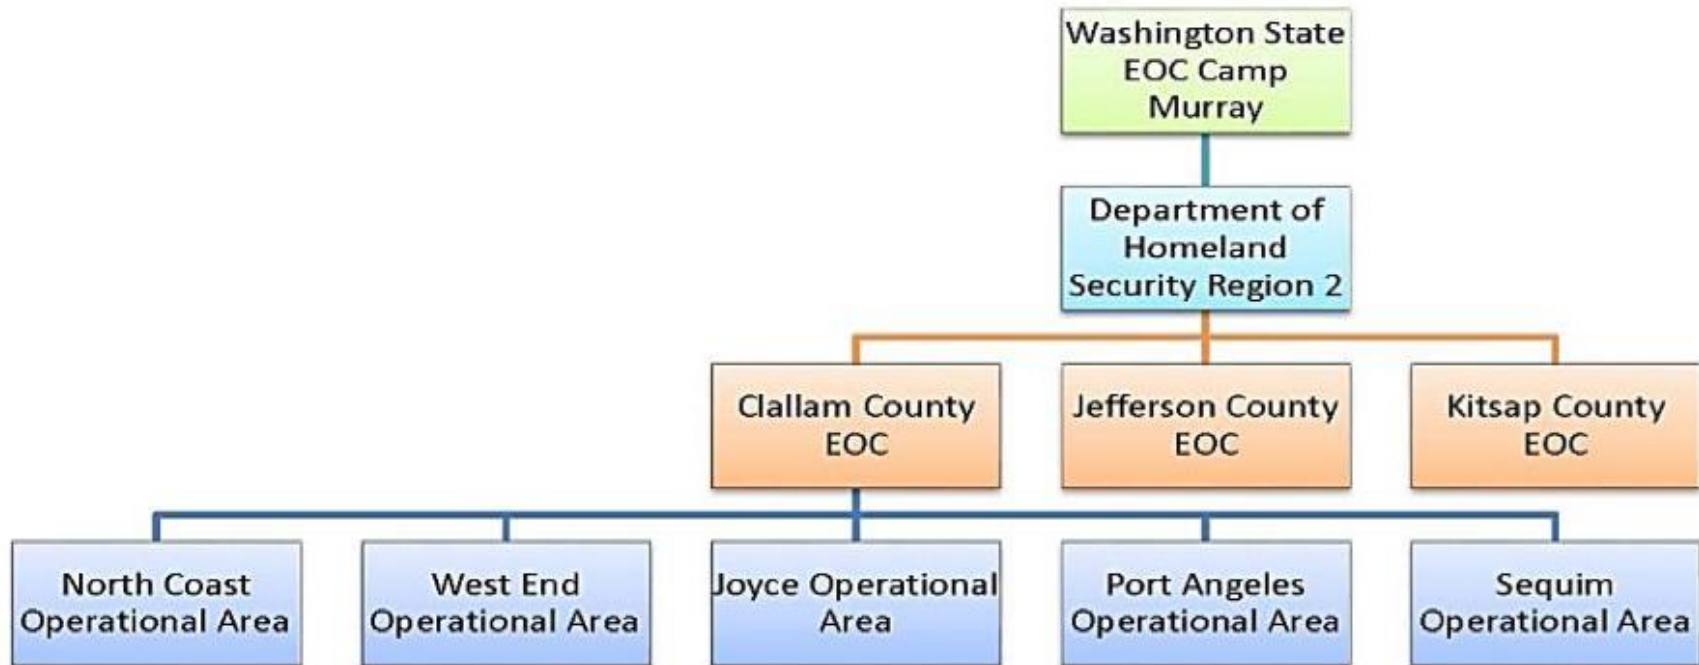 Washington State
EOC Camp
Murray
Department of
Homeland
Security Region 2
Clallam County
EOC
Jefferson County
EOC
Kitsap County
EOC
North Coast
Operational Area
West End
Operational Area
Joyce Operational
Area
Port Angeles
Operational Area
Sequim
Operational Area